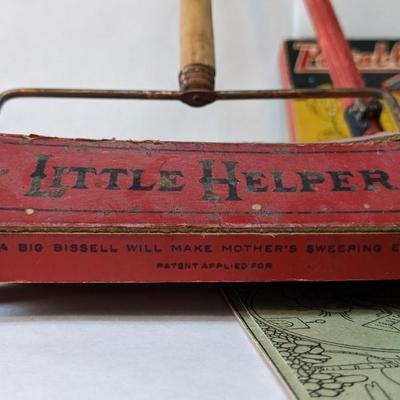 LITTLE HELPER
A BIG BISSELL WILL MAKE MOTHER'S SWEEPING E
PATENT APPLIED FOR